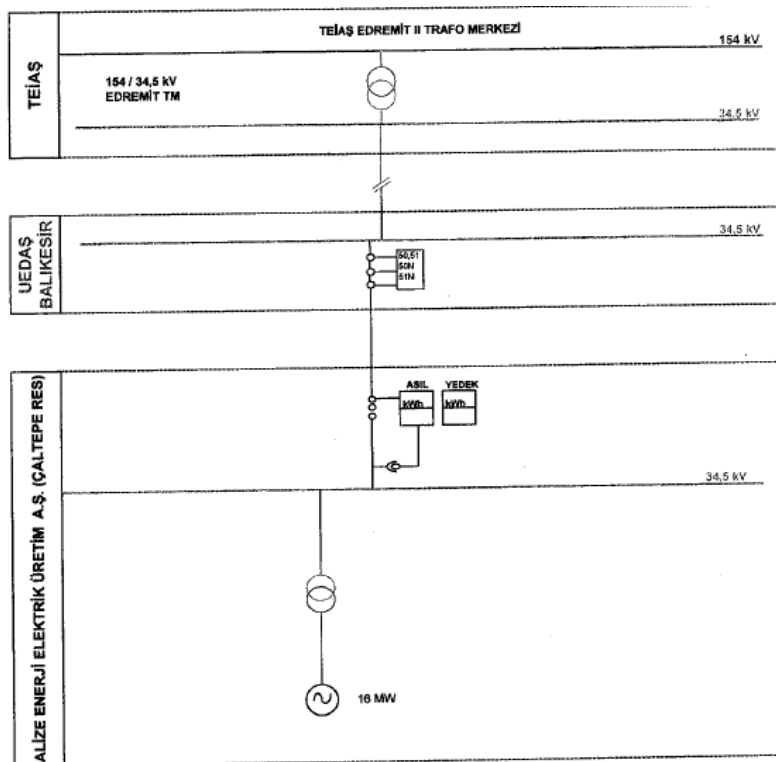 TEİAŞ EDREMİT II TRAFO MERKEZİ
154 kV
TEİAŞ
154 / 34,5 kV
EDREMİT TM
34.5 kV
UEDAŞ
BALIKESİR
34,5 kV
50,51
50N
51N
ALİZE ENERJİ ELEKTRİK ÜRETİM A.Ş. (ÇALTEPE RES)
ASIL YEDEK
kWh kWh
34,5 kV
16 MW